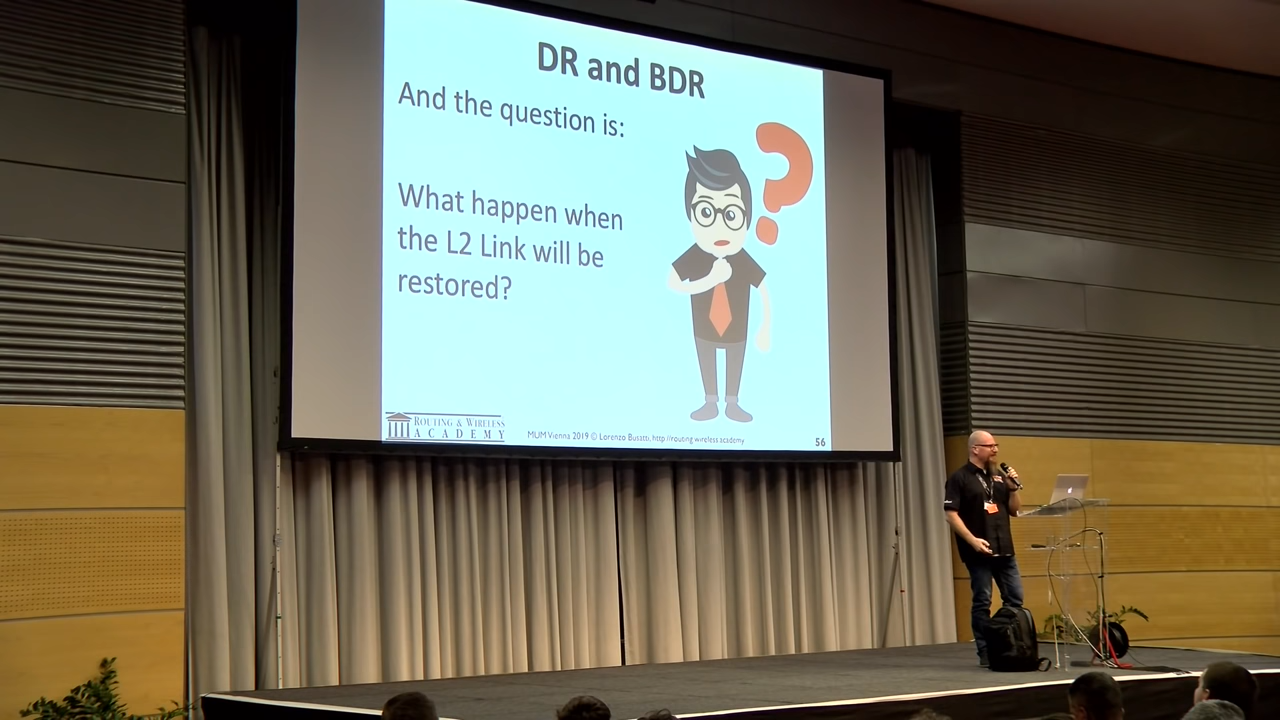 DR and BDR
And the question is:
What happen when
the L2 Link will be
restored?
ROUTING & WIRELESS
ACADEMY
MUM Vienna 2019 © Lorenzo Busatti, http://routing.wireless.academy
56